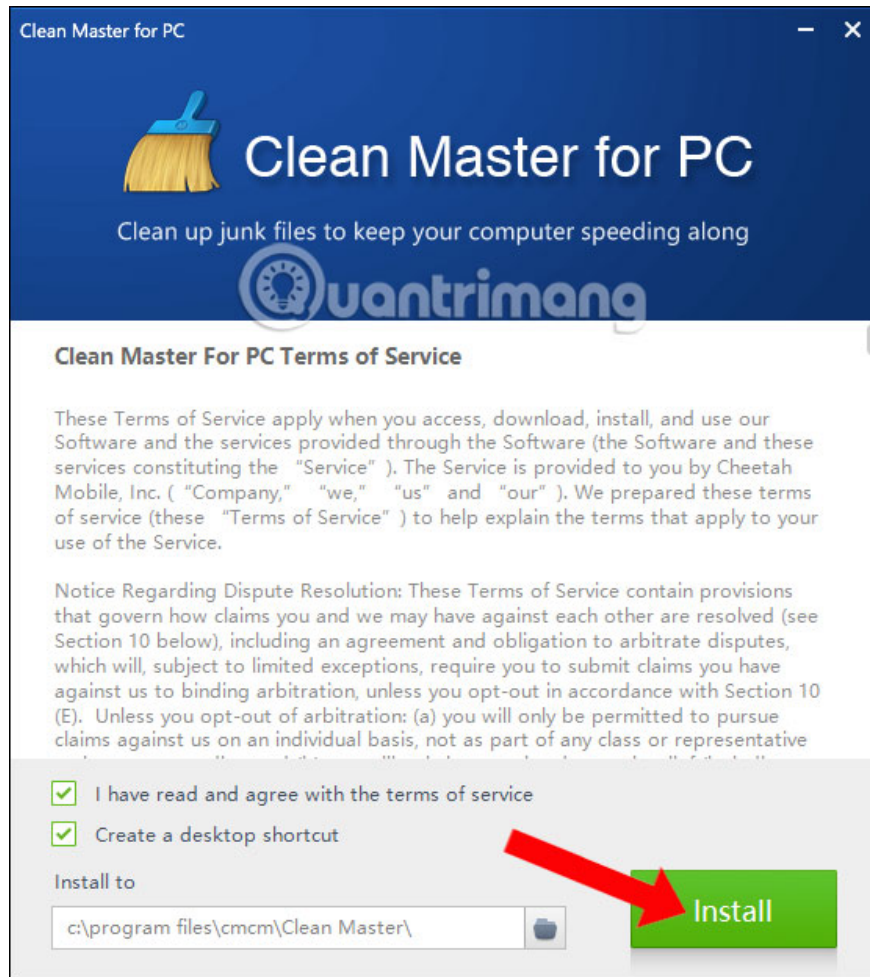 Clean Master for PC
Clean Master for PC
Clean up junk files to keep your computer speeding along
Quantrimang
Clean Master For PC Terms of Service
These Terms of Service apply when you access, download, install, and use our
Software and the services provided through the Software (the Software and these
services constituting the “Service” ). The Service is provided to you by Cheetah
Mobile, Inc. ( “Company,” “we,” “us” and “our” ). We prepared these terms
of service (these “Terms of Service” ) to help explain the terms that apply to your
use of the Service.
Notice Regarding Dispute Resolution: These Terms of Service contain provisions
that govern how claims you and we may have against each other are resolved (see
Section 10 below), including an agreement and obligation to arbitrate disputes,
which will, subject to limited exceptions, require you to submit claims you have
against us to binding arbitration, unless you opt-out in accordance with Section 10
(E). Unless you opt-out of arbitration: (a) you will only be permitted to pursue
claims against us on an individual basis, not as part of any class or representative
I have read and agree with the terms of service
Create a desktop shortcut
Install to
c:\program files\cmcm\Clean Master\
Install